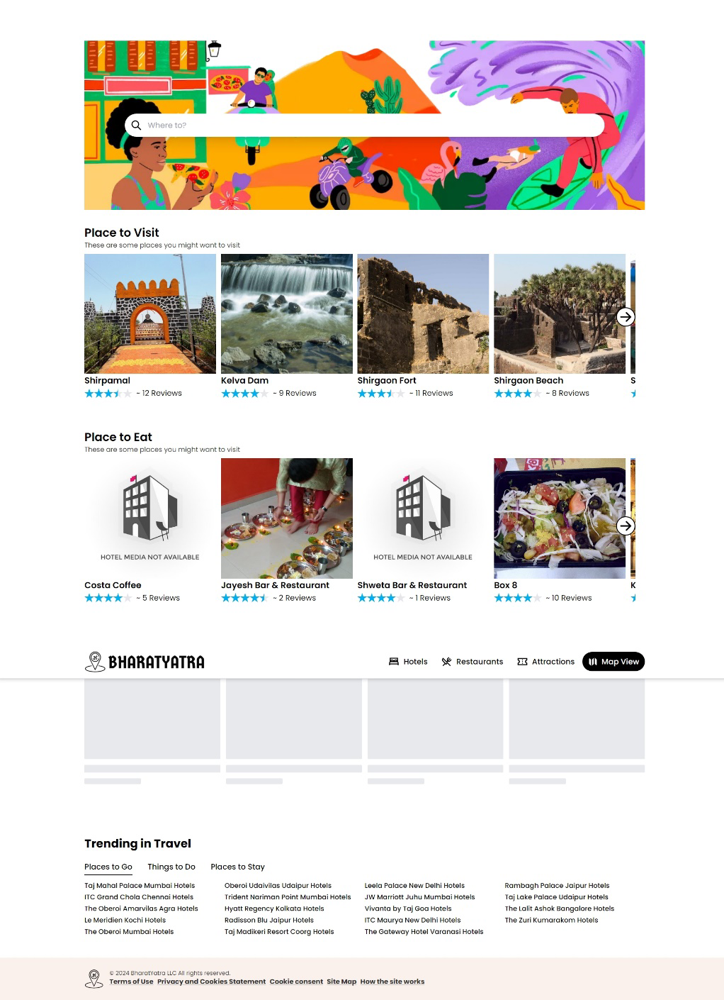 Where to?
Place to Visit
These are some places you might want to visit
Shirpamal
~ 12 Reviews
Kelva Dam
~ 9 Reviews
Shirgaon Fort
~ 11 Reviews
Shirgaon Beach
~ 8 Reviews
S
Place to Eat
These are some places you might want to visit
HOTEL MEDIA NOT AVAILABLE
Costa Coffee
~ 5 Reviews
Jayesh Bar & Restaurant
~ 2 Reviews
HOTEL MEDIA NOT AVAILABLE
Shweta Bar & Restaurant
~ 1 Reviews
Box 8
~ 10 Reviews
K
BHARATYATRA
Hotels
Restaurants
Attractions
Map View
Trending in Travel
Places to Go
Things to Do
Places to Stay
Taj Mahal Palace Mumbai Hotels
Oberoi Udaivilas Udaipur Hotels
Leela Palace New Delhi Hotels
Rambagh Palace Jaipur Hotels
ITC Grand Chola Chennai Hotels
Trident Nariman Point Mumbai Hotels
JW Marriott Juhu Mumbai Hotels
Taj Lake Palace Udaipur Hotels
The Oberoi Amarvilas Agra Hotels
Hyatt Regency Kolkata Hotels
Vivanta by Taj Goa Hotels
The Lalit Ashok Bangalore Hotels
Le Meridien Kochi Hotels
Radisson Blu Jaipur Hotels
ITC Maurya New Delhi Hotels
The Zuri Kumarakom Hotels
The Oberoi Mumbai Hotels
Taj Madikeri Resort Coorg Hotels
The Gateway Hotel Varanasi Hotels
© 2024 BharatYatra LLC All rights reserved.
Terms of Use Privacy and Cookies Statement Cookie consent Site Map How the site works